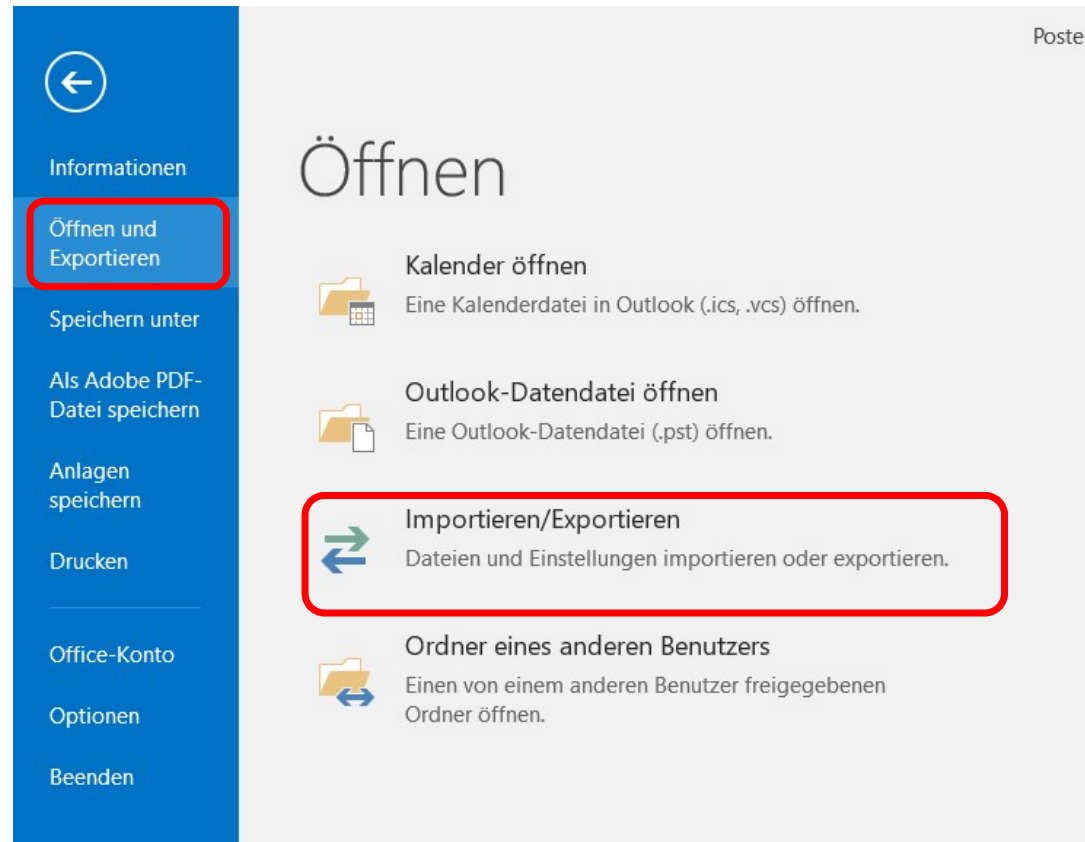 Poste
Informationen
Öffnen und
Exportieren
Speichern unter
Als Adobe PDF-
Datei speichern
Anlagen
speichern
Drucken
Office-Konto
Optionen
Beenden
Öffnen
Kalender öffnen
Eine Kalenderdatei in Outlook (.ics, .vcs) öffnen.
Outlook-Datendatei öffnen
Eine Outlook-Datendatei (.pst) öffnen.
Importieren/Exportieren
Dateien und Einstellungen importieren oder exportieren.
Ordner eines anderen Benutzers
Einen von einem anderen Benutzer freigegebenen
Ordner öffnen.